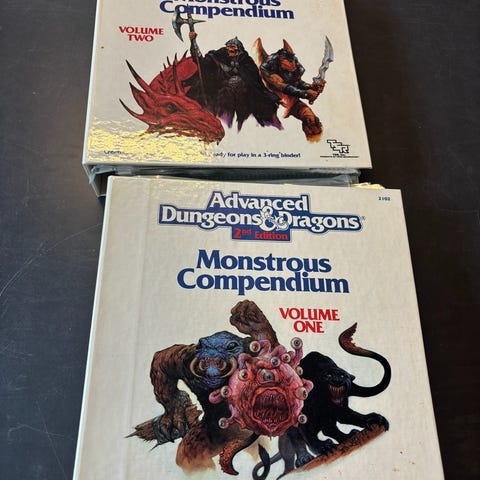 Monstrous
Compendium
VOLUME
TWO
ready for play in a 3-ring binder!
TSR
Advanced
Dungeons & Dragons®
2nd Edition
2102
Monstrous
Compendium
VOLUME
ONE